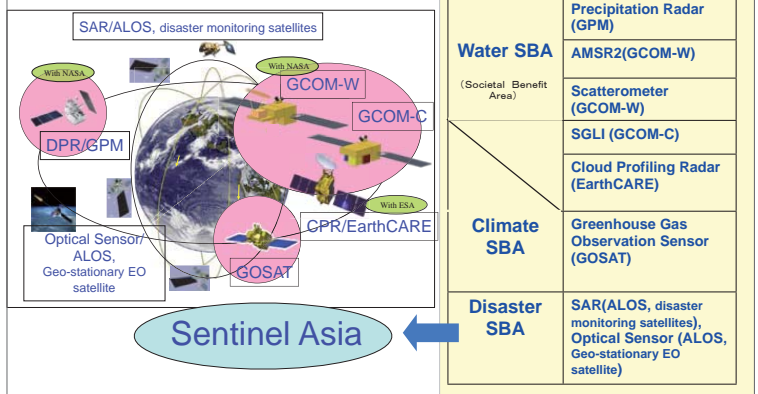 SAR/ALOS, disaster monitoring satellites
With NASA
With NASA
GCOM-W
GCOM-C
DPR/GPM
With ESA
CPR/EarthCARE
Optical Sensor/
ALOS,
Geo-stationary EO
satellite
GOSAT
Sentinel Asia
Precipitation Radar
(GPM)
Water SBA
(Societal Benefit
Area)
AMSR2(GCOM-W)
Scatterometer
(GCOM-W)
SGLI (GCOM-C)
Cloud Profiling Radar
(EarthCARE)
Climate
SBA
Greenhouse Gas
Observation Sensor
(GOSAT)
Disaster
SBA
SAR(ALOS, disaster
monitoring satellites),
Optical Sensor (ALOS,
Geo-stationary EO
satellite)